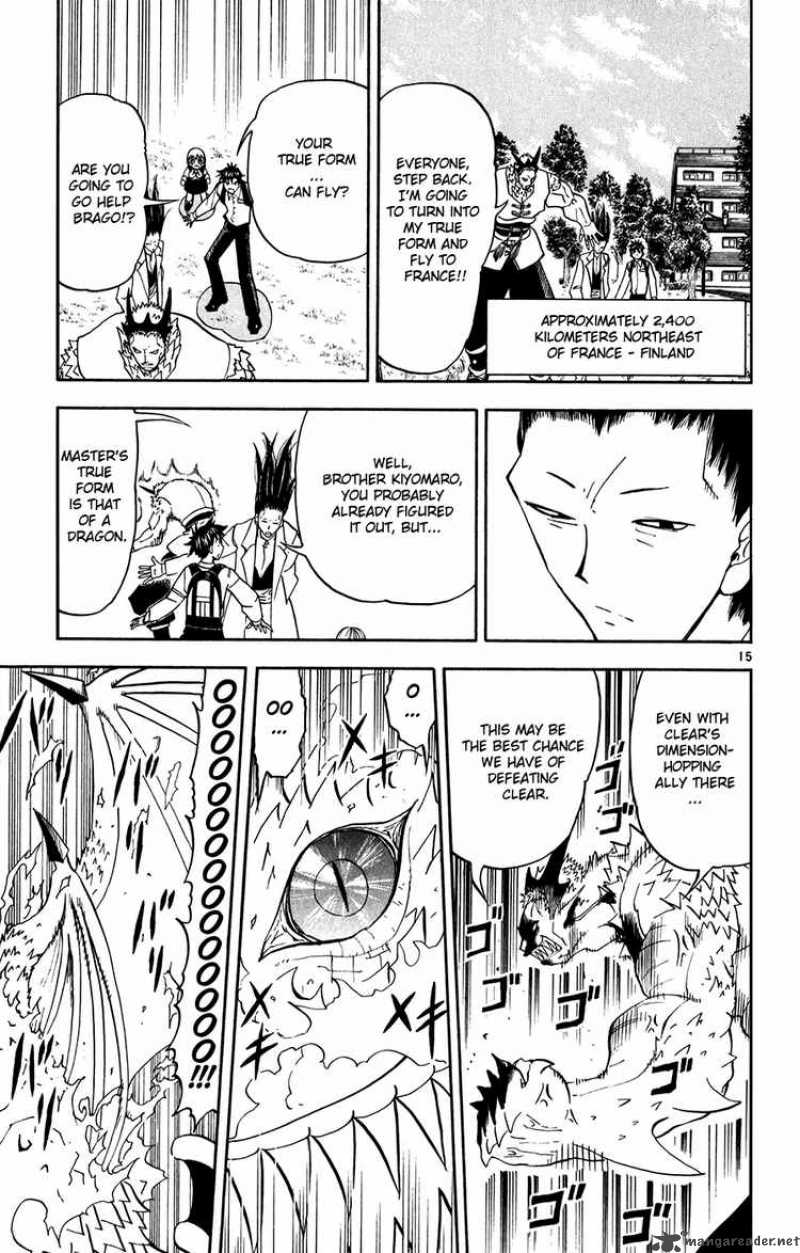 EVERYONE,
STEP BACK.
I'M GOING
TO TURN INTO
MY TRUE
FORM AND
FLY TO
FRANCE!!
APPROXIMATELY 2,400
KILOMETERS NORTHEAST
OF FRANCE - FINLAND
YOUR
TRUE FORM
...
CAN FLY?
ARE YOU
GOING TO
GO HELP
BRAGO!?
WELL,
BROTHER KIYOMARO,
YOU PROBABLY
ALREADY FIGURED
IT OUT, BUT...
MASTER'S
TRUE
FORM
IS THAT
OF A
DRAGON.
15
EVEN WITH
CLEAR'S
DIMENSION-
HOPPING
ALLY THERE
...
THIS MAY BE
THE BEST CHANCE
WE HAVE OF
DEFEATING
CLEAR.
ゴゴゴ
ゴゴゴ
ゴゴゴ
O
...
OO
...
メキ
メキ
OOOOOOOOOOOOOOO!!!
mangareader.net